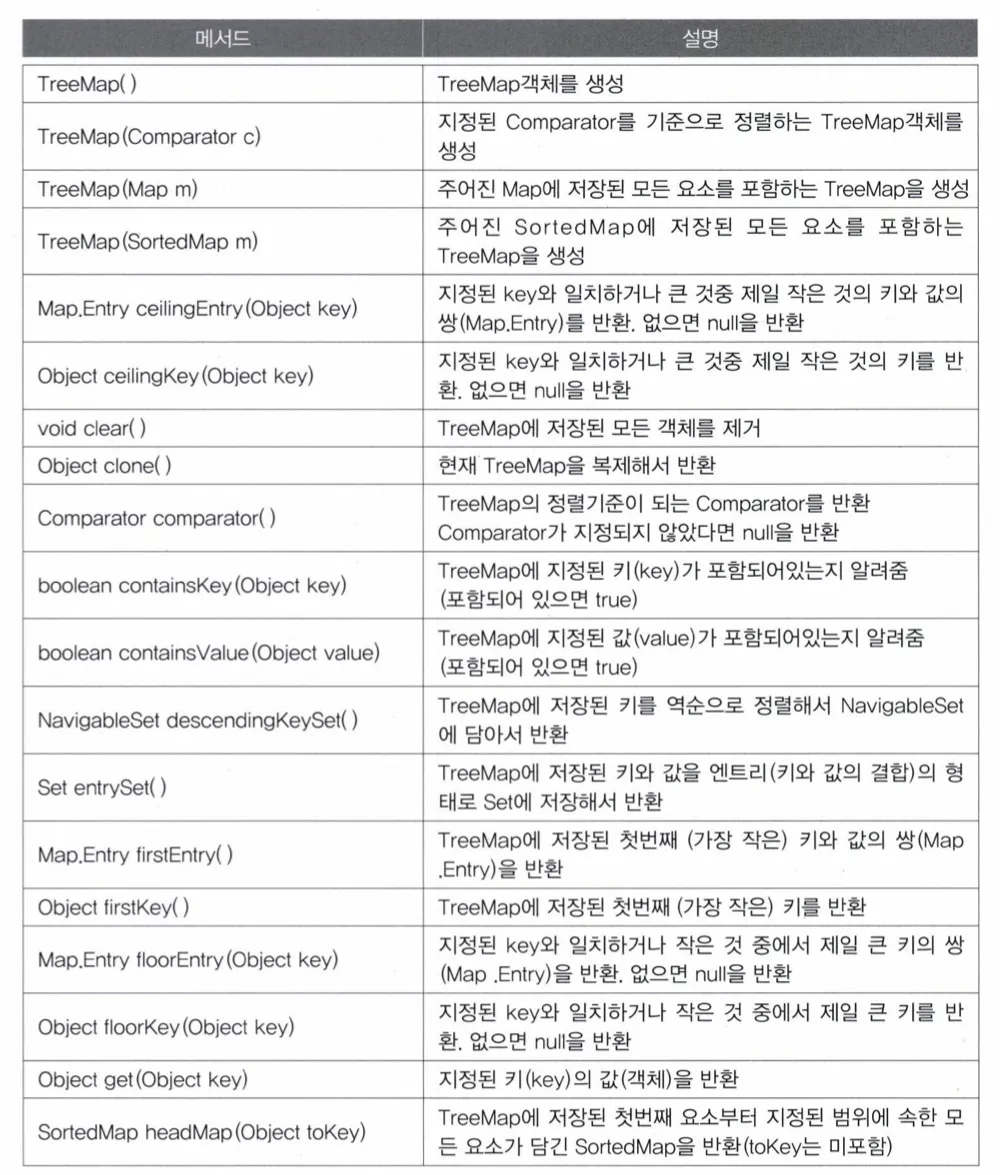 메서드 설명
TreeMap( ) TreeMap객체를 생성
TreeMap(Comparator c) 지정된 Comparator를 기준으로 정렬하는 TreeMap객체를
생성
TreeMap(Map m) 주어진 Map에 저장된 모든 요소를 포함하는 TreeMap을 생성
TreeMap(SortedMap m) 주어진 SortedMap에 저장된 모든 요소를 포함하는
TreeMap을 생성
Map.Entry ceilingEntry(Object key) 지정된 key와 일치하거나 큰 것중 제일 작은 것의 키와 값의
쌍(Map.Entry)를 반환. 없으면 null을 반환
Object ceilingKey(Object key) 지정된 key와 일치하거나 큰 것중 제일 작은 것의 키를 반
환. 없으면 null을 반환
void clear( ) TreeMap에 저장된 모든 객체를 제거
Object clone( ) 현재 TreeMap을 복제해서 반환
Comparator comparator( ) TreeMap의 정렬기준이 되는 Comparator를 반환
Comparator가 지정되지 않았다면 null을 반환
boolean containsKey(Object key) TreeMap에 지정된 키(key)가 포함되어있는지 알려줌
(포함되어 있으면 true)
boolean containsValue(Object value) TreeMap에 지정된 값(value)가 포함되어있는지 알려줌
(포함되어 있으면 true)
NavigableSet descendingKeySet( ) TreeMap에 저장된 키를 역순으로 정렬해서 NavigableSet
에 담아서 반환
Set entrySet( ) TreeMap에 저장된 키와 값을 엔트리(키와 값의 결합)의 형
태로 Set에 저장해서 반환
Map.Entry firstEntry( ) TreeMap에 저장된 첫번째 (가장 작은) 키와 값의 쌍(Map
.Entry)을 반환
Object firstKey( ) TreeMap에 저장된 첫번째 (가장 작은) 키를 반환
Map.Entry floorEntry(Object key) 지정된 key와 일치하거나 작은 것 중에서 제일 큰 키의 쌍
(Map .Entry)을 반환. 없으면 null을 반환
Object floorKey(Object key) 지정된 key와 일치하거나 작은 것 중에서 제일 큰 키를 반
환. 없으면 null을 반환
Object get(Object key) 지정된 키(key)의 값(객체)을 반환
SortedMap headMap(Object toKey) TreeMap에 저장된 첫번째 요소부터 지정된 범위에 속한 모
든 요소가 담긴 SortedMap을 반환(toKey는 미포함)